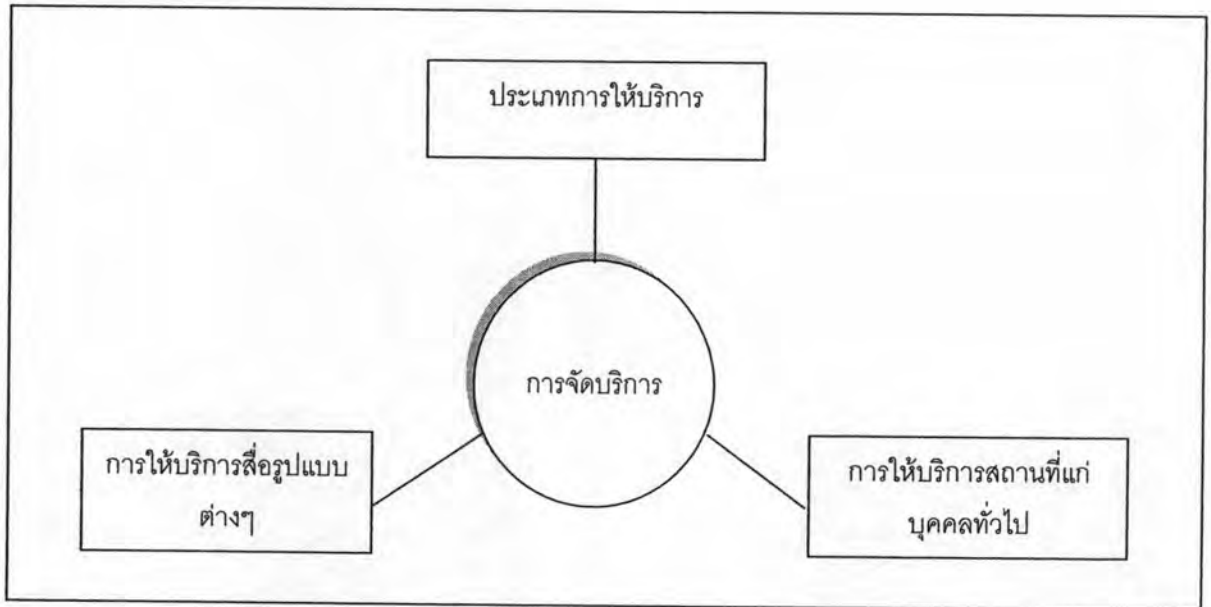 ประเภทการให้บริการ
การจัดบริการ
การให้บริการสื่อรูปแบบ
ต่างๆ
การให้บริการสถานที่แก่
บุคคลทั่วไป